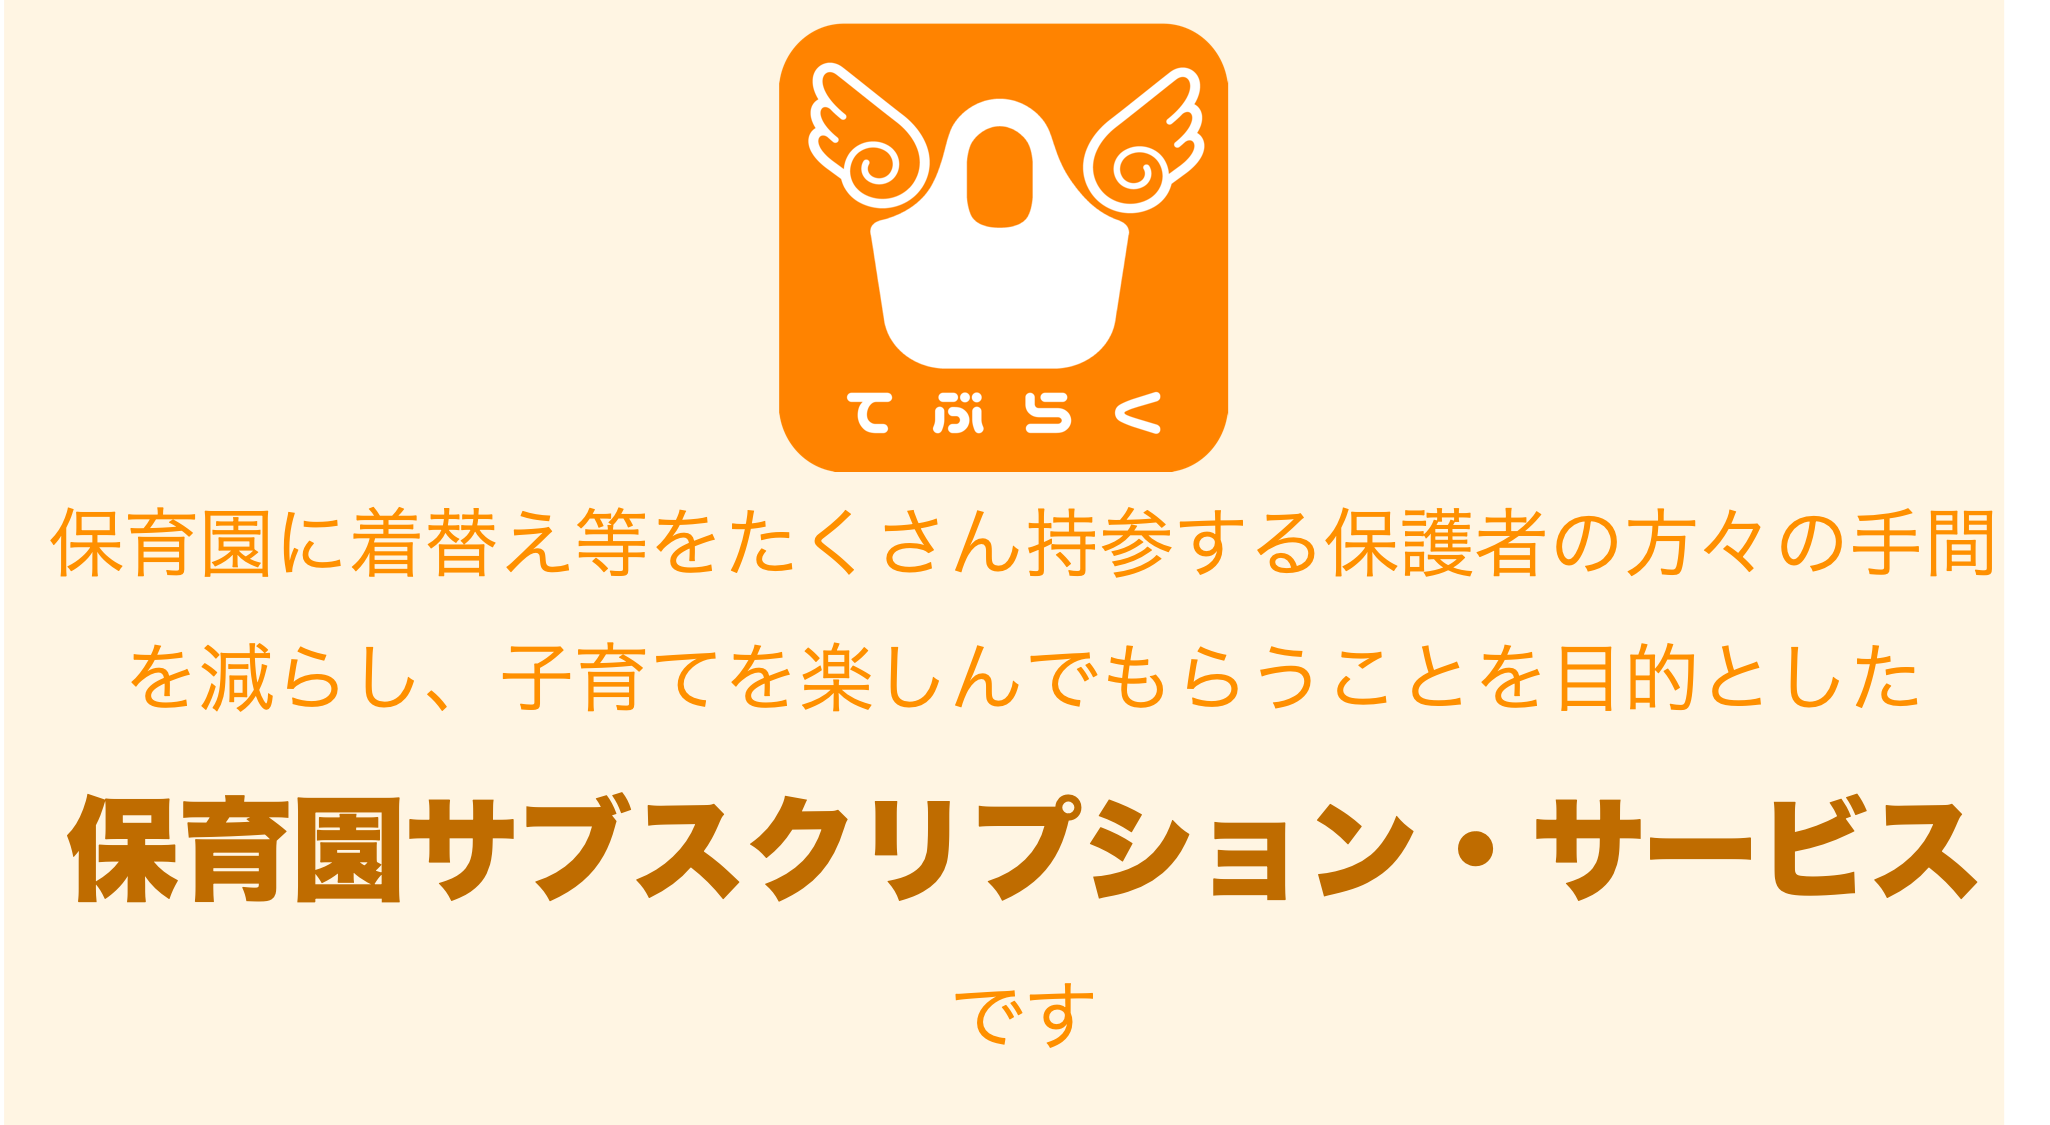 てぶらく
保育園に着替え等をたくさん持参する保護者の方々の手間
を減らし、子育てを楽しんでもらうことを目的とした
保育園サブスクリプション・サービス
です